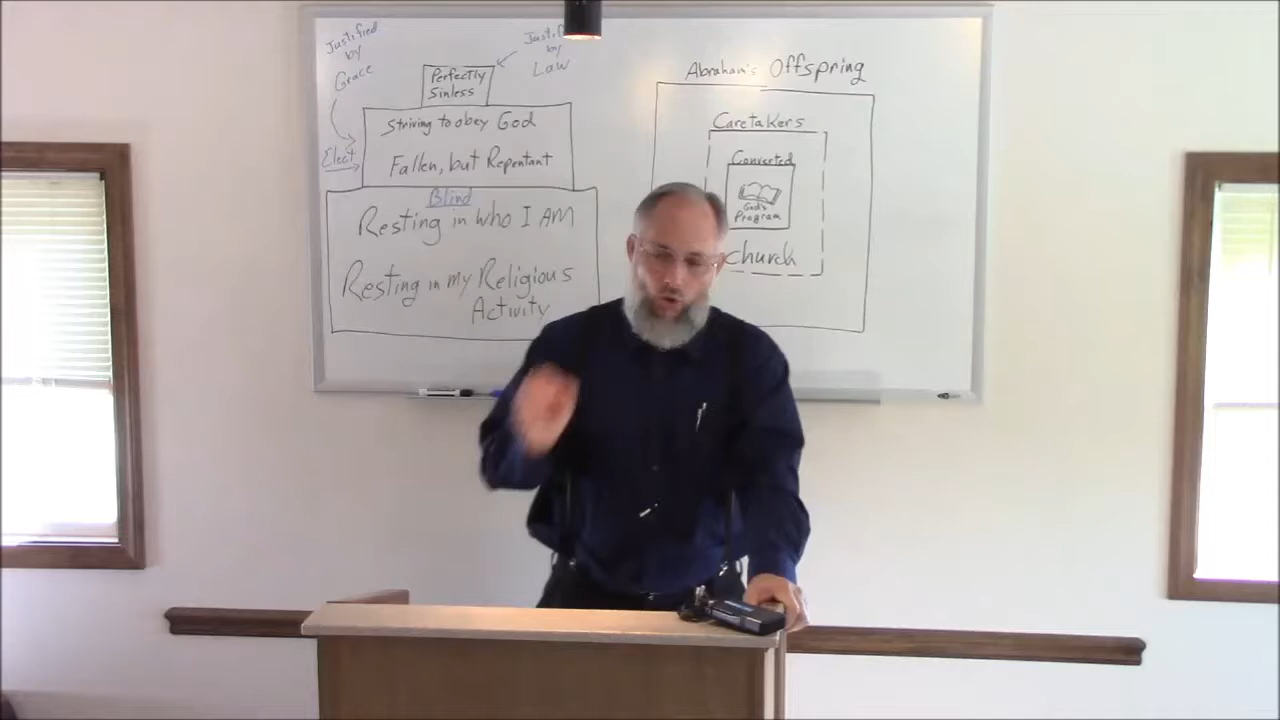 Justified
by
Grace
by
Law
Perfectly
Sinless
Striving to obey God
Elect
Fallen, but Repentant
Blind
Resting in who I AM
Resting in my Religious
Activity
Abraham's Offspring
Caretakers
Converted
God's
Program
Church